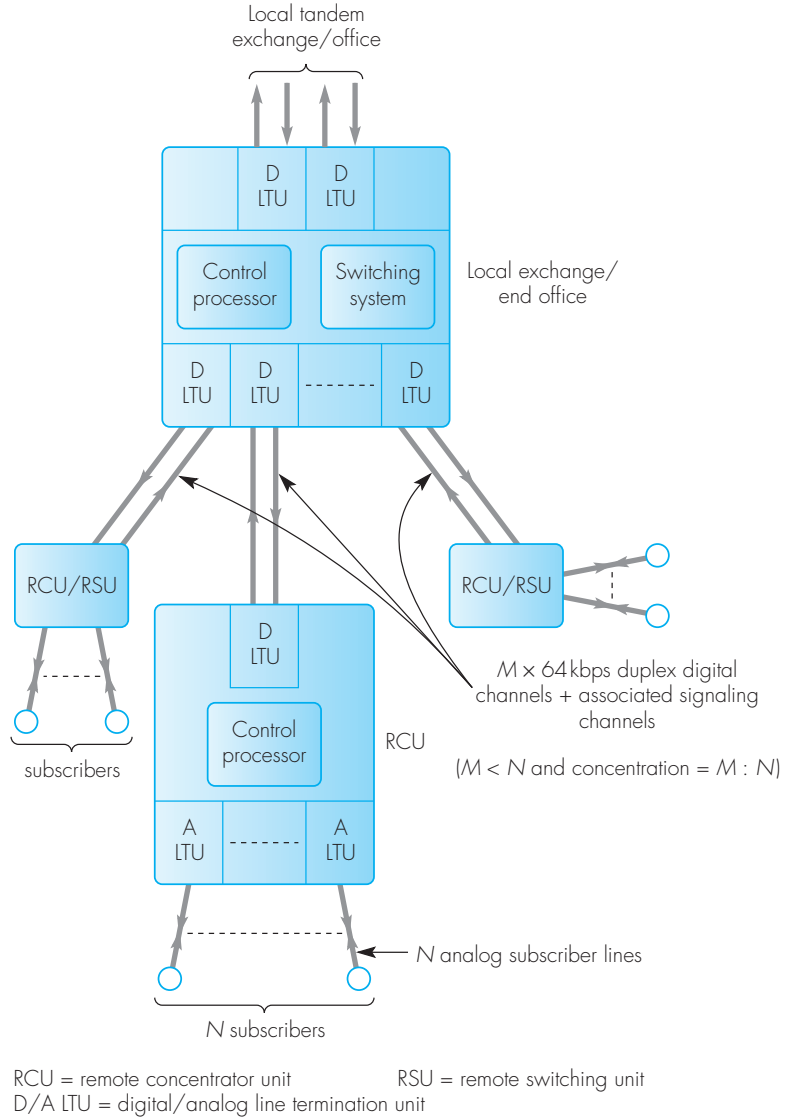 Local tandem
exchange/office
D
LTU
D
LTU
Control
processor
Switching
system
Local exchange/
end office
D
LTU
D
LTU
D
LTU
RCU/RSU
RCU/RSU
D
LTU
M × 64 kbps duplex digital
channels + associated signaling
channels
Control
processor
RCU
(M < N and concentration = M : N)
subscribers
A
LTU
A
LTU
N analog subscriber lines
N subscribers
RCU = remote concentrator unit
RSU = remote switching unit
D/A LTU = digital/analog line termination unit